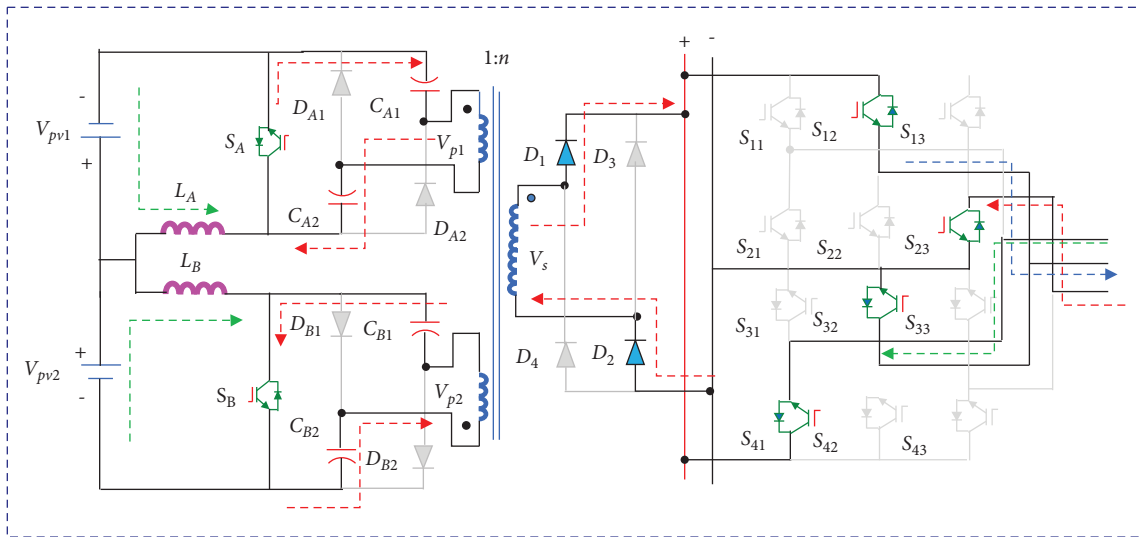 1:n
+ -
-
V_pv1
+
S_A
D_A1
C_A1
V_p1
L_A
C_A2
D_A2
L_B
+
V_pv2
-
S_B
D_B1
C_B1
V_p2
C_B2
D_B2
D_1
D_3
V_s
D_4
D_2
S_11
S_12
S_13
S_21
S_22
S_23
S_31
S_32
S_33
S_41
S_42
S_43